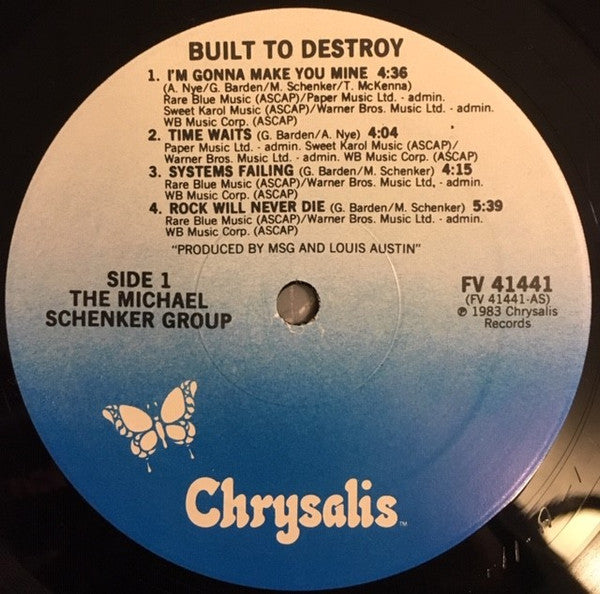 BUILT TO DESTROY
1. I'M GONNA MAKE YOU MINE 4:36
(A. Nye/G. Barden/M. Schenker/T. McKenna)
Rare Blue Music (ASCAP)/Paper Music Ltd. - admin.
Sweet Karol Music (ASCAP)/Warner Bros. Music Ltd. - admin.
WB Music Corp. (ASCAP)
2. TIME WAITS (G. Barden/A. Nye) 4:04
Paper Music Ltd. - admin. Sweet Karol Music (ASCAP)/
Warner Bros. Music Ltd. - admin. WB Music Corp. (ASCAP)
3. SYSTEMS FAILING (G. Barden/M. Schenker) 4:15
Rare Blue Music (ASCAP)/Warner Bros. Music Ltd. - admin.
WB Music Corp. (ASCAP)
4. ROCK WILL NEVER DIE (G. Barden/M. Schenker) 5:39
Rare Blue Music (ASCAP)/Warner Bros. Music Ltd. - admin.
WB Music Corp. (ASCAP)
"PRODUCED BY MSG AND LOUIS AUSTIN"
SIDE 1
THE MICHAEL
SCHENKER GROUP
FV 41441
(FV 41441-AS)
℗ 1983 Chrysalis
Records
Chrysalis™